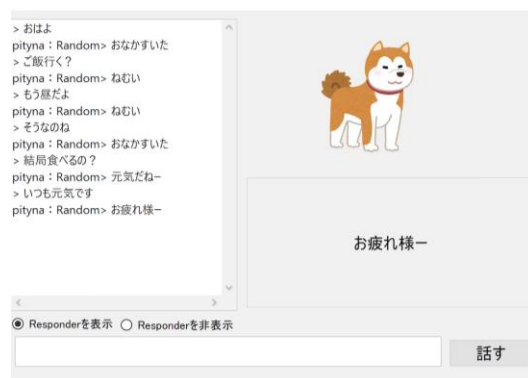 > おはよ
pityna：Random> おなかすいた
> ご飯行く？
pityna：Random> ねむい
> もう昼だよ
pityna：Random> ねむい
> そうなのね
pityna：Random> おなかすいた
> 結局食べるの？
pityna：Random> 元気だねー
> いつも元気です
pityna：Random> お疲れ様ー
お疲れ様ー
Responderを表示 Responderを非表示
話す